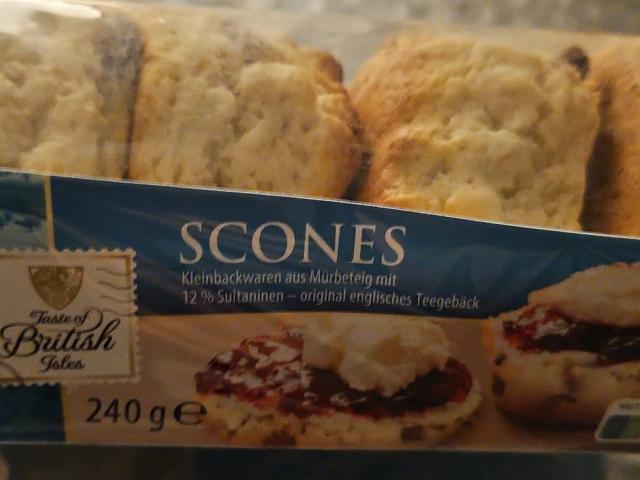 SCONES
Kleinbackwaren aus Mürbeteig mit
12 % Sultaninen – original englisches Teegebäck
Taste of
British
Isles
240 g ℮